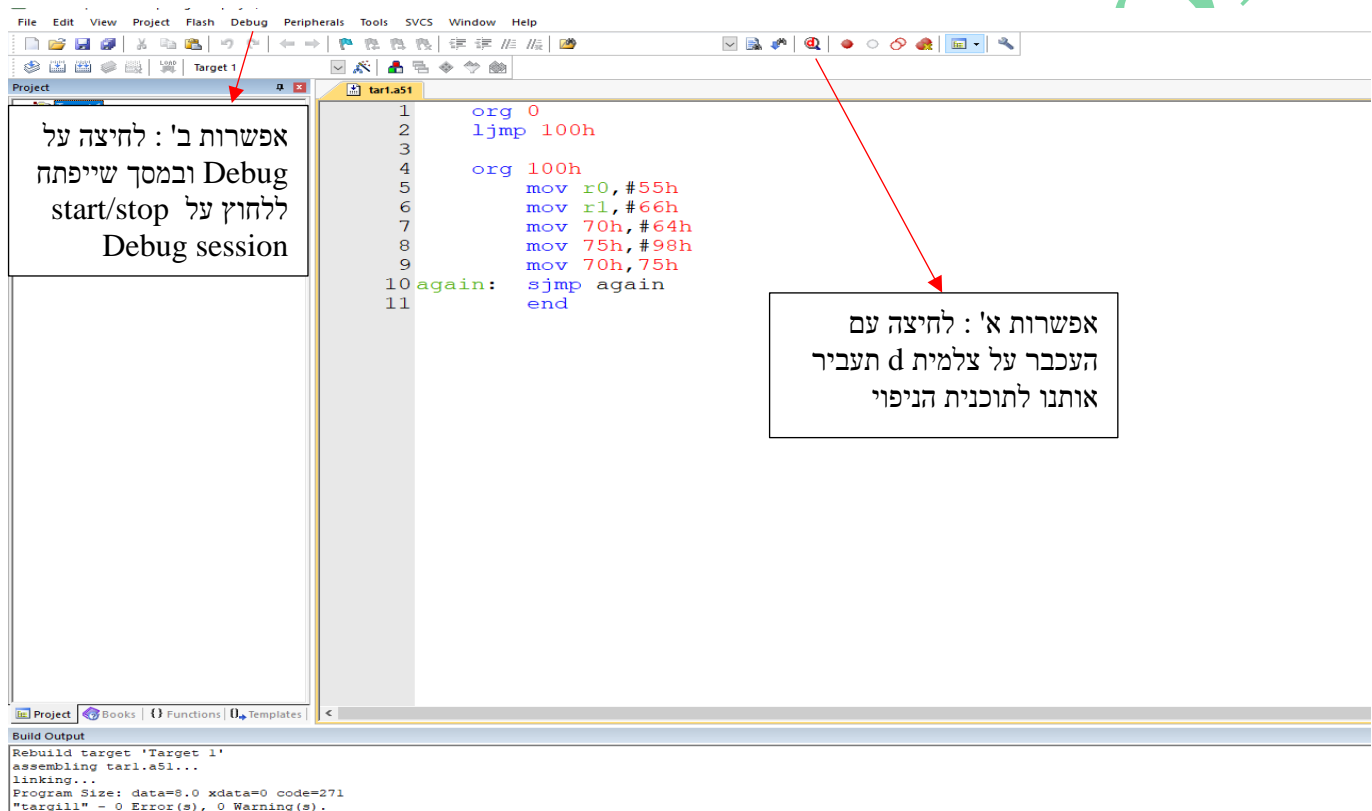 File Edit View Project Flash Debug Peripherals Tools SVCS Window Help
LOAD
Target 1
Project
tar1.a51
1 org 0
2 ljmp 100h
3
4 org 100h
5 mov r0,#55h
6 mov r1,#66h
7 mov 70h,#64h
8 mov 75h,#98h
9 mov 70h,75h
10 again: sjmp again
11 end
אפשרות ב' : לחיצה על
Debug ובמסך שייפתח
ללחוץ על start/stop
Debug session
אפשרות א' : לחיצה עם
העכבר על צלמית d תעביר
אותנו לתוכנית הניפוי
Project Books {} Functions 0 Templates
Build Output
Rebuild target 'Target 1'
assembling tar1.a51...
linking...
Program Size: data=8.0 xdata=0 code=271
"targil1" - 0 Error(s), 0 Warning(s).